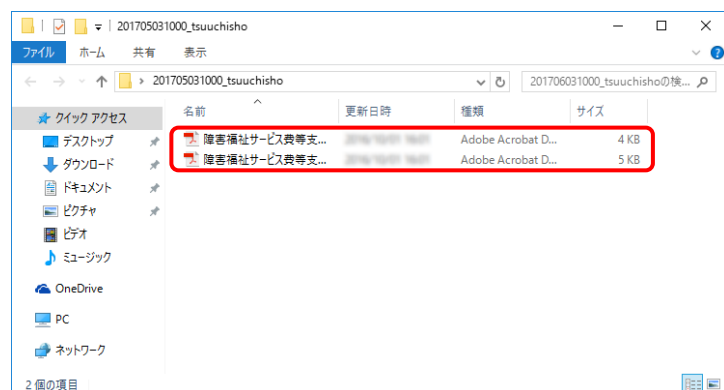 201705031000_tsuuchisho
ファイル ホーム 共有 表示
201705031000_tsuuchisho 201706031000_tsuuchishoの検...
名前 更新日時 種類 サイズ
クイック アクセス
デスクトップ 障害福祉サービス費等支... Adobe Acrobat D... 4 KB
ダウンロード 障害福祉サービス費等支... Adobe Acrobat D... 5 KB
ドキュメント
ピクチャ
ビデオ
ミュージック
OneDrive
PC
ネットワーク
2 個の項目